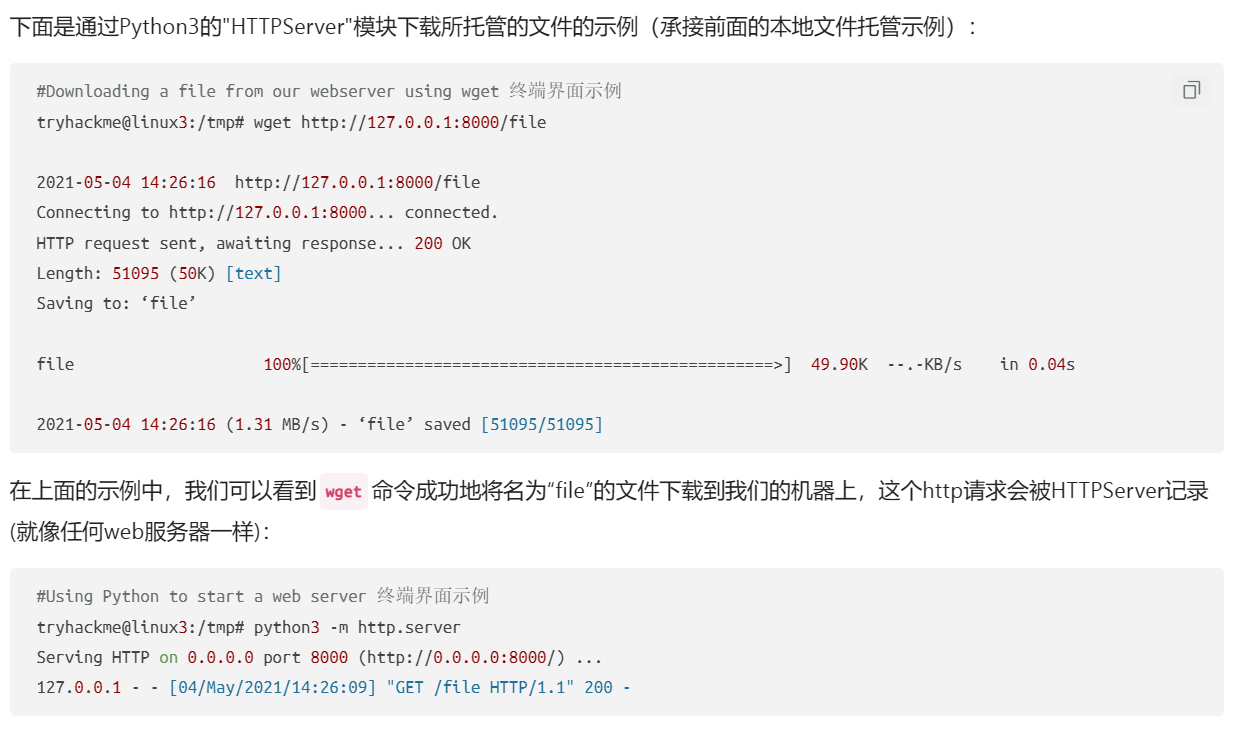 下面是通过Python3的"HTTPServer"模块下载所托管的文件的示例（承接前面的本地文件托管示例）：
#Downloading a file from our webserver using wget 终端界面示例
tryhackme@linux3:/tmp# wget http://127.0.0.1:8000/file
2021-05-04 14:26:16  http://127.0.0.1:8000/file
Connecting to http://127.0.0.1:8000... connected.
HTTP request sent, awaiting response... 200 OK
Length: 51095 (50K) [text]
Saving to: ‘file’
file                    100%[=================================================>]  49.90K  --.-KB/s    in 0.04s
2021-05-04 14:26:16 (1.31 MB/s) - ‘file’ saved [51095/51095]
在上面的示例中，我们可以看到 wget 命令成功地将名为“file”的文件下载到我们的机器上，这个http请求会被HTTPServer记录
(就像任何web服务器一样)：
#Using Python to start a web server 终端界面示例
tryhackme@linux3:/tmp# python3 -m http.server
Serving HTTP on 0.0.0.0 port 8000 (http://0.0.0.0:8000/) ...
127.0.0.1 - - [04/May/2021/14:26:09] "GET /file HTTP/1.1" 200 -